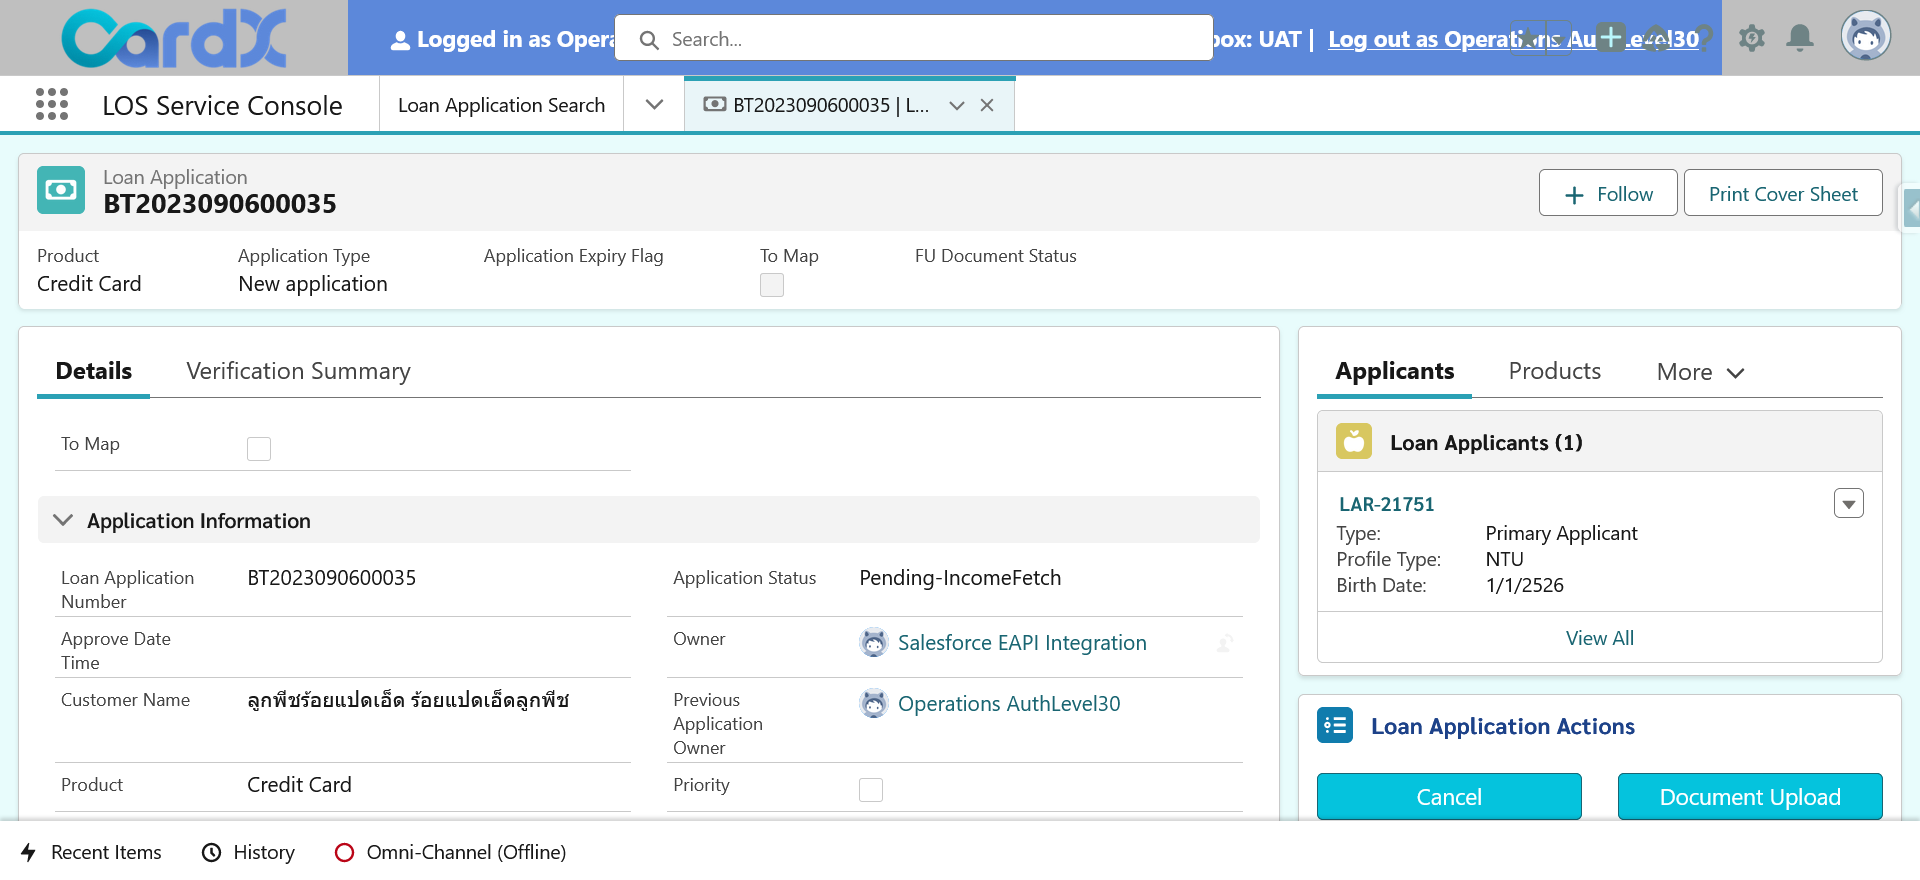 CardX
Logged in as Opera
Search...
box: UAT |
Log out as Operations AuthLevel30
LOS Service Console
Loan Application Search
BT2023090600035 | L...
Loan Application
BT2023090600035
Follow
Print Cover Sheet
Product
Application Type
Application Expiry Flag
To Map
FU Document Status
Credit Card
New application
Details
Verification Summary
To Map
Application Information
Loan Application Number
BT2023090600035
Application Status
Pending-IncomeFetch
Approve Date Time
Owner
Salesforce EAPI Integration
Customer Name
ลูกพีชร้อยแปดเอ็ด ร้อยแปดเอ็ดลูกพีช
Previous Application Owner
Operations AuthLevel30
Product
Credit Card
Priority
Applicants
Products
More
Loan Applicants (1)
LAR-21751
Type:
Primary Applicant
Profile Type:
NTU
Birth Date:
1/1/2526
View All
Loan Application Actions
Cancel
Document Upload
Recent Items
History
Omni-Channel (Offline)